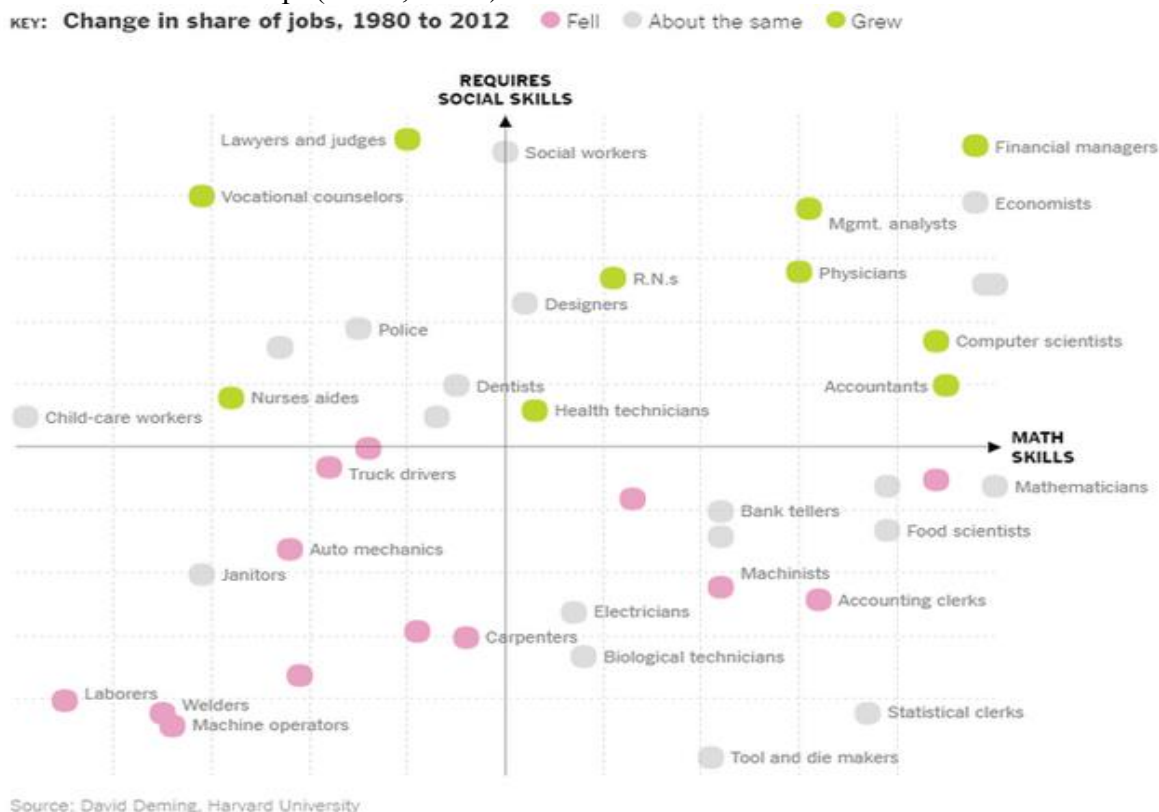 KEY: Change in share of jobs, 1980 to 2012 Fell About the same Grew
REQUIRES
SOCIAL SKILLS
Lawyers and judges
Social workers
Financial managers
Vocational counselors
Economists
Mgmt. analysts
R.N.s
Physicians
Designers
Police
Computer scientists
Dentists
Accountants
Nurses aides
Health technicians
Child-care workers
MATH
SKILLS
Truck drivers
Mathematicians
Bank tellers
Food scientists
Auto mechanics
Janitors
Machinists
Accounting clerks
Electricians
Carpenters
Biological technicians
Laborers
Welders
Machine operators
Statistical clerks
Tool and die makers
Source: David Deming, Harvard University